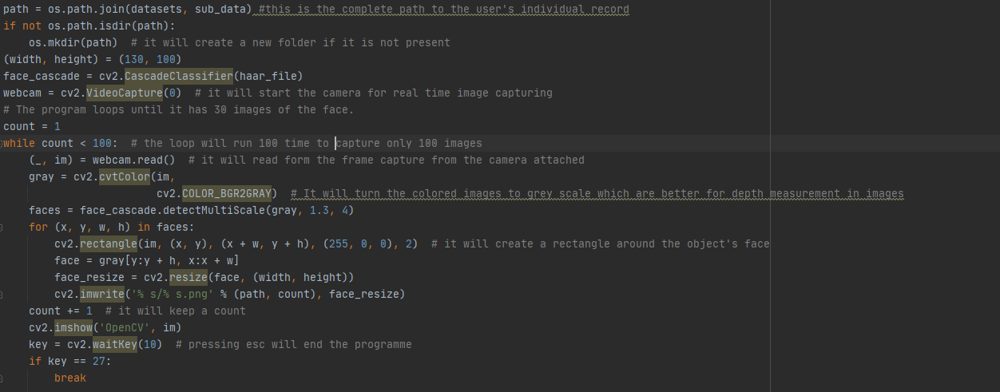 path = os.path.join(datasets, sub_data) #this is the complete path to the user's individual record
if not os.path.isdir(path):
    os.mkdir(path)  # it will create a new folder if it is not present
(width, height) = (130, 100)
face_cascade = cv2.CascadeClassifier(haar_file)
webcam = cv2.VideoCapture(0)  # it will start the camera for real time image capturing
# The program loops until it has 30 images of the face.
count = 1
while count < 100:  # the loop will run 100 time to capture only 100 images
    (_, im) = webcam.read()  # it will read form the frame capture from the camera attached
    gray = cv2.cvtColor(im,
                        cv2.COLOR_BGR2GRAY)  # It will turn the colored images to grey scale which are better for depth measurement in images
    faces = face_cascade.detectMultiScale(gray, 1.3, 4)
    for (x, y, w, h) in faces:
        cv2.rectangle(im, (x, y), (x + w, y + h), (255, 0, 0), 2)  # it will create a rectangle around the object's face
        face = gray[y:y + h, x:x + w]
        face_resize = cv2.resize(face, (width, height))
        cv2.imwrite('% s/% s.png' % (path, count), face_resize)
    count += 1  # it will keep a count
    cv2.imshow('OpenCV', im)
    key = cv2.waitKey(10)  # pressing esc will end the programme
    if key == 27:
        break